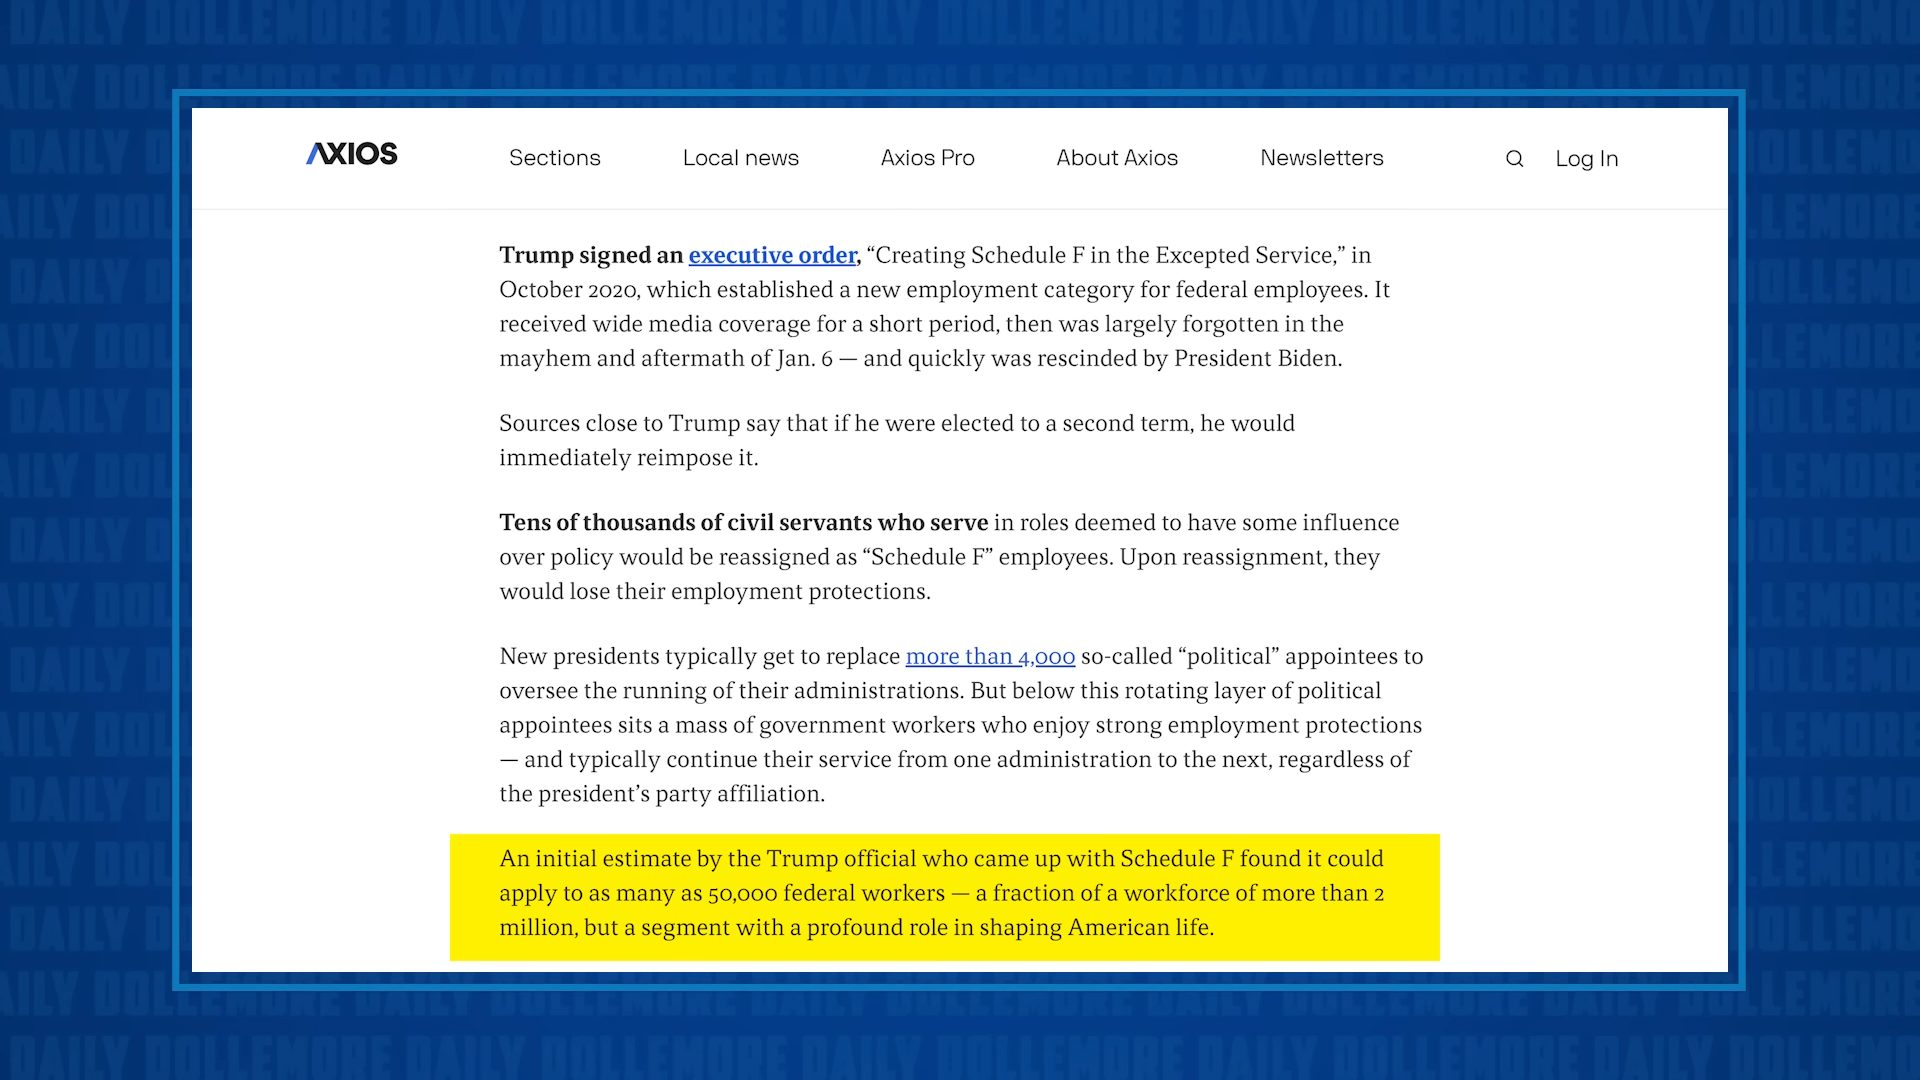 DAILY DOLLEMORE DAILY DOLLEMORE DAILY DOLLEMORE DAILY DOLLEMORE DAILY DOLLEMORE DAILY DOLLEMORE
AXIOS Sections Local news Axios Pro About Axios Newsletters Log In
Trump signed an executive order, “Creating Schedule F in the Excepted Service,” in
October 2020, which established a new employment category for federal employees. It
received wide media coverage for a short period, then was largely forgotten in the
mayhem and aftermath of Jan. 6 — and quickly was rescinded by President Biden.
Sources close to Trump say that if he were elected to a second term, he would
immediately reimpose it.
Tens of thousands of civil servants who serve in roles deemed to have some influence
over policy would be reassigned as “Schedule F” employees. Upon reassignment, they
would lose their employment protections.
New presidents typically get to replace more than 4,000 so-called “political” appointees to
oversee the running of their administrations. But below this rotating layer of political
appointees sits a mass of government workers who enjoy strong employment protections
— and typically continue their service from one administration to the next, regardless of
the president’s party affiliation.
An initial estimate by the Trump official who came up with Schedule F found it could
apply to as many as 50,000 federal workers — a fraction of a workforce of more than 2
million, but a segment with a profound role in shaping American life.